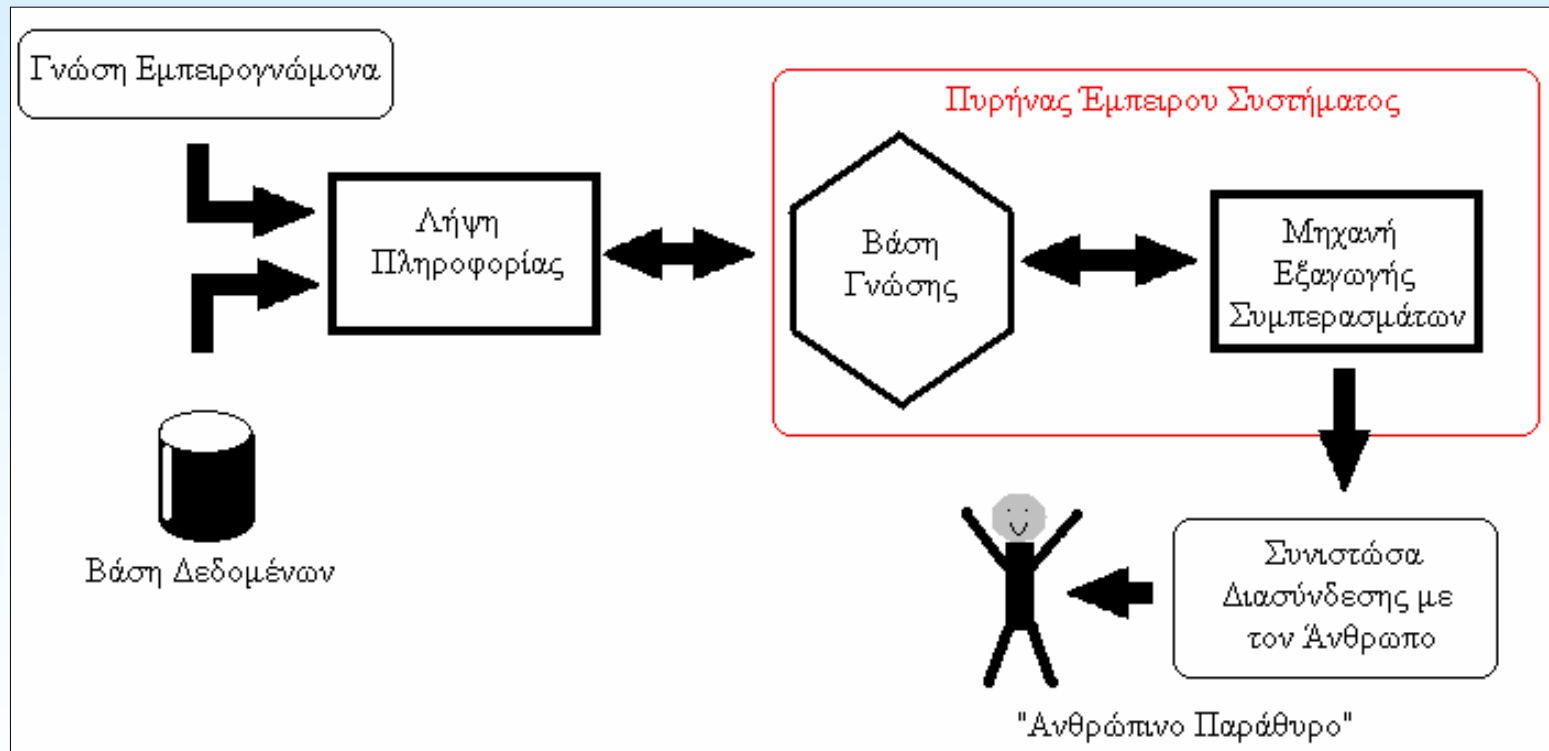 Γνώση Εμπειρογνώμονα
Πυρήνας Έμπειρου Συστήματος
Λήψη
Πληροφορίας
Βάση
Γνώσης
Μηχανή
Εξαγωγής
Συμπερασμάτων
Βάση Δεδομένων
Συνιστώσα
Διασύνδεσης με
τον Άνθρωπο
"Ανθρώπινο Παράθυρο"